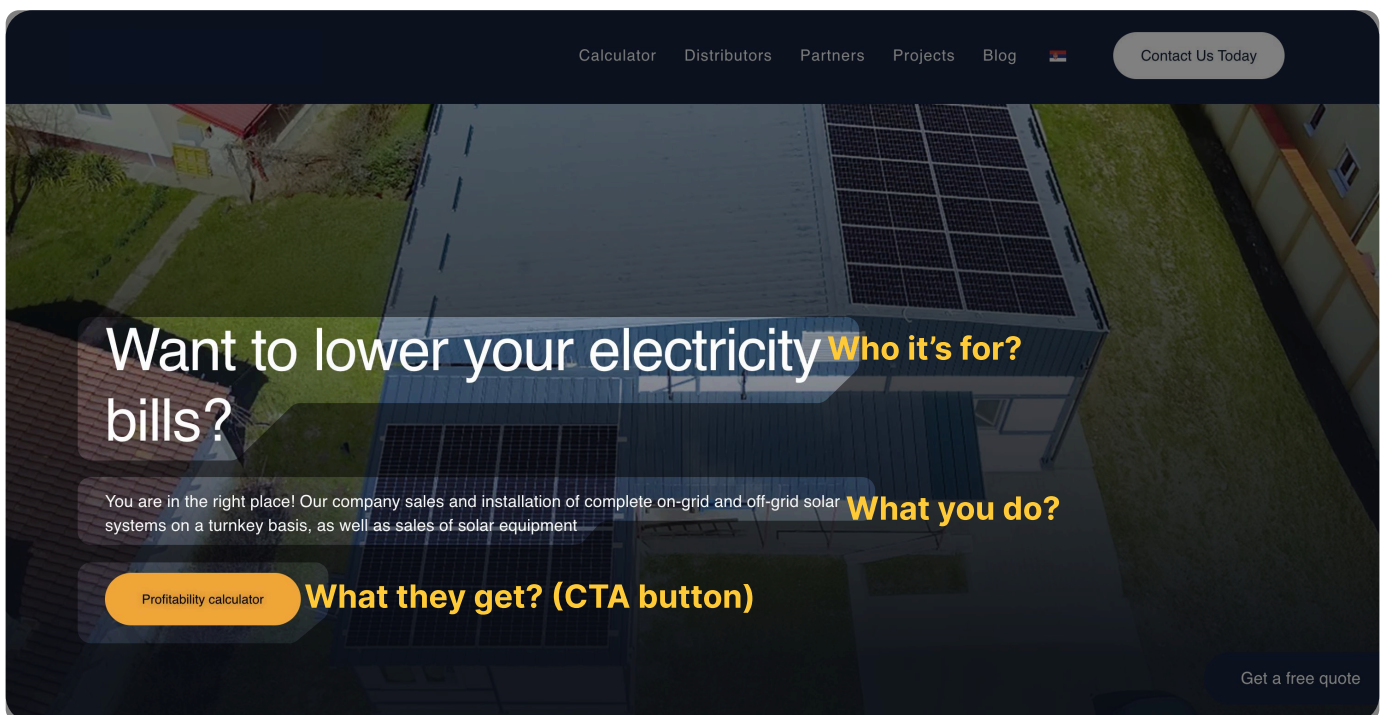 Calculator Distributors Partners Projects Blog Contact Us Today
Want to lower your electricity Who it's for?
bills?
You are in the right place! Our company sales and installation of complete on-grid and off-grid solar What you do?
systems on a turnkey basis, as well as sales of solar equipment
Profitability calculator What they get? (CTA button)
Get a free quote